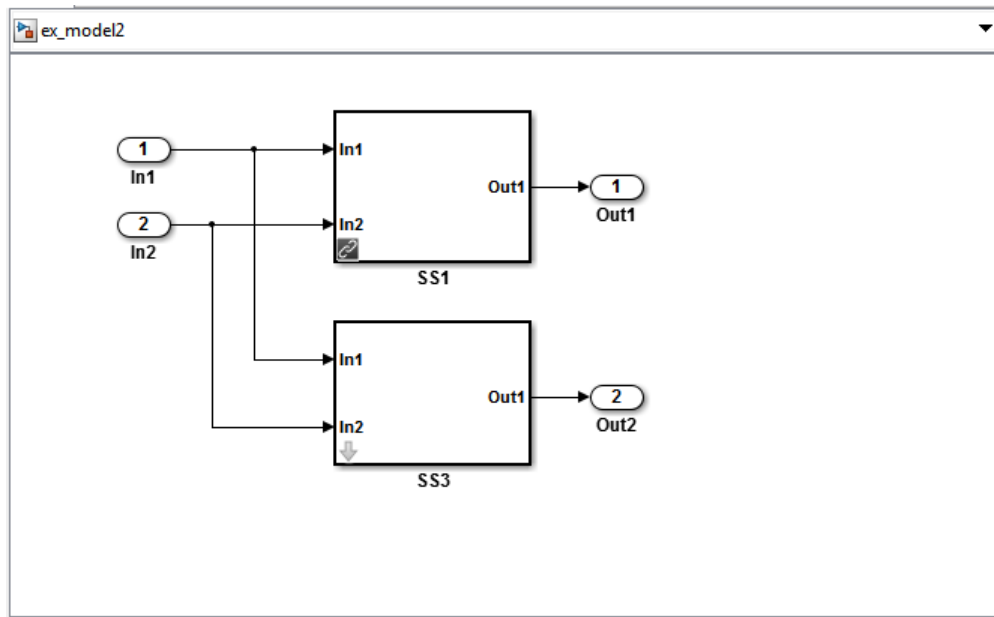 ex_model2
1
In1
2
In2
In1
In2
Out1
SS1
1
Out1
In1
In2
Out1
SS3
2
Out2